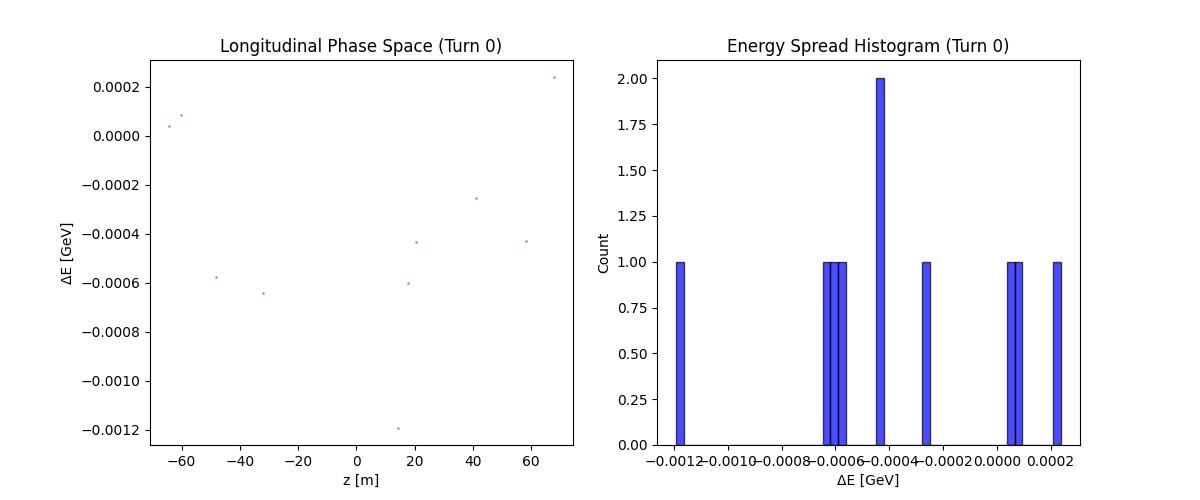 Longitudinal Phase Space (Turn 0)
0.0002
0.0000
−0.0002
−0.0004
−0.0006
−0.0008
−0.0010
−0.0012
ΔE [GeV]
−60 −40 −20 0 20 40 60
z [m]
Energy Spread Histogram (Turn 0)
2.00
1.75
1.50
1.25
1.00
0.75
0.50
0.25
0.00
Count
−0.0012 −0.0010 −0.0008 −0.0006 −0.0004 −0.0002 0.0000 0.0002
ΔE [GeV]